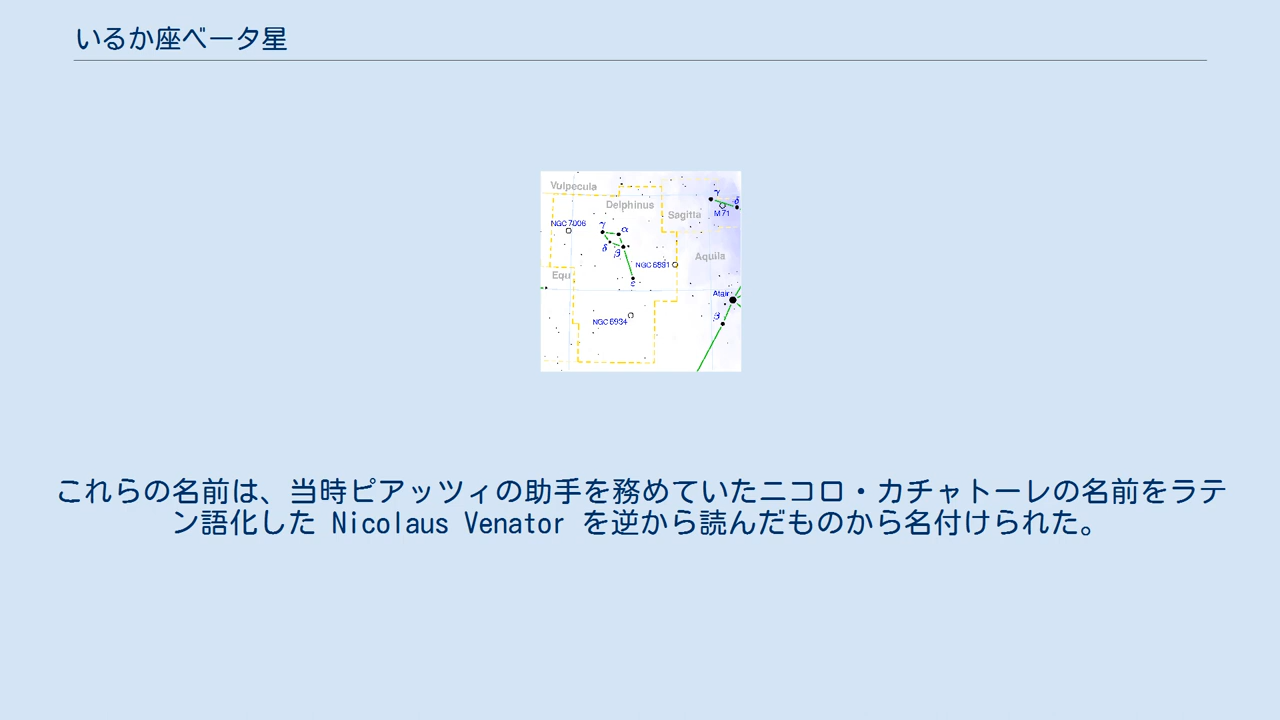 いるか座ベータ星
Vulpecula
γ
δ
Delphinus
Sagitta
M 71
NGC 7006
γ
α
δ
β
Aquila
NGC 6891
Equ
ε
Atair
β
NGC 6934
これらの名前は、当時ピアッツィの助手を務めていたニコロ・カチャトーレの名前をラテ
ン語化した Nicolaus Venator を逆から読んだものから名付けられた。